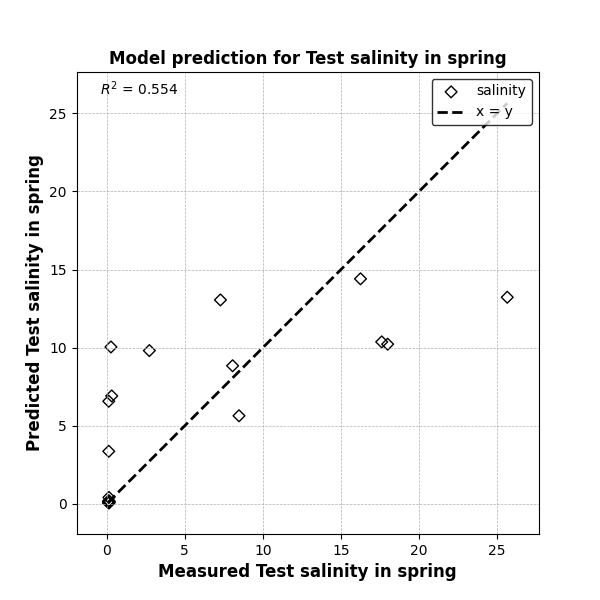 Model prediction for Test salinity in spring
R² = 0.554
salinity
x = y
25
20
15
10
5
0
Predicted Test salinity in spring
0 5 10 15 20 25
Measured Test salinity in spring